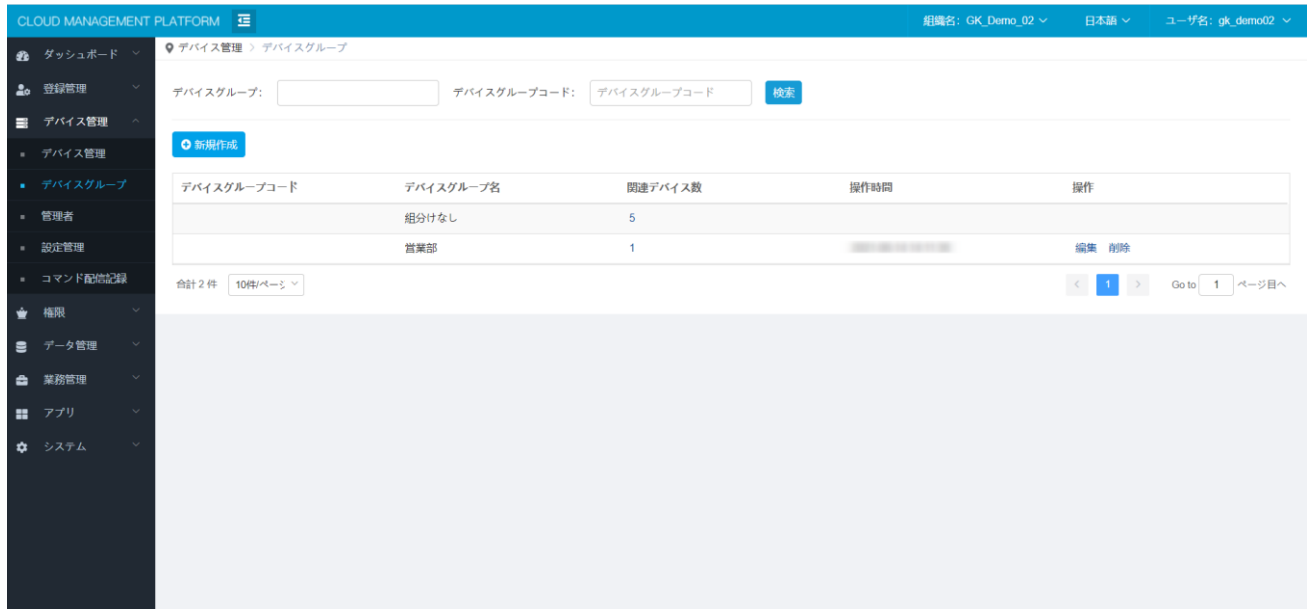 CLOUD MANAGEMENT PLATFORM 組織名: GK_Demo_02 日本語 ユーザ名: gk_demo02
ダッシュボード
登録管理
デバイス管理
デバイス管理
デバイスグループ
管理者
設定管理
コマンド配信記録
権限
データ管理
業務管理
アプリ
システム
デバイス管理 > デバイスグループ
デバイスグループ: デバイスグループコード: デバイスグループコード 検索
新規作成
デバイスグループコード デバイスグループ名 関連デバイス数 操作時間 操作
組分けなし 5
営業部 1 編集 削除
合計 2 件 10件/ページ < 1 > Go to 1 ページ目へ